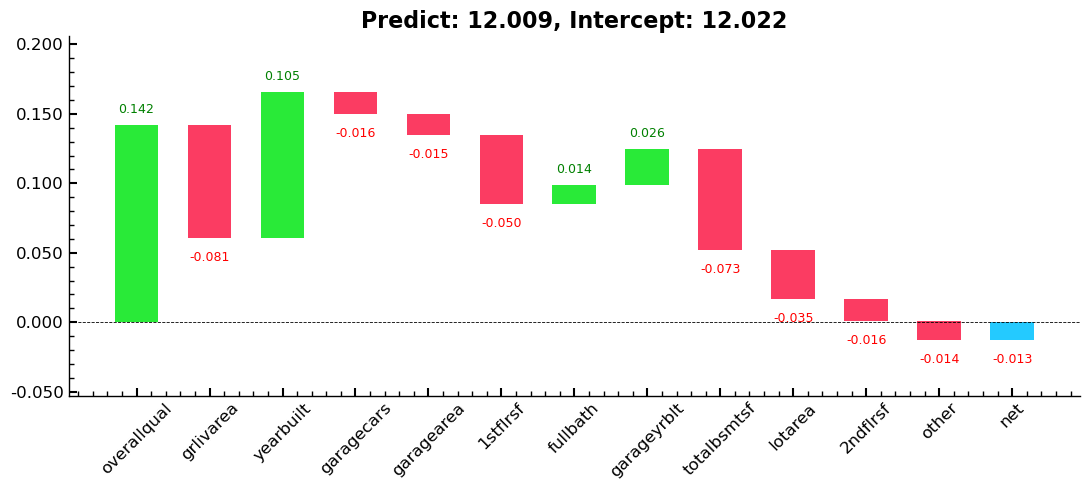 Predict: 12.009, Intercept: 12.022
0.200
0.150
0.100
0.050
0.000
-0.050
0.142
-0.081
0.105
-0.016
-0.015
-0.050
0.014
0.026
-0.073
-0.035
-0.016
-0.014
-0.013
overallqual
grlivarea
yearbuilt
garagecars
garagearea
1stflrsf
fullbath
garageyrblt
totalbsmtsf
lotarea
2ndflrsf
other
net